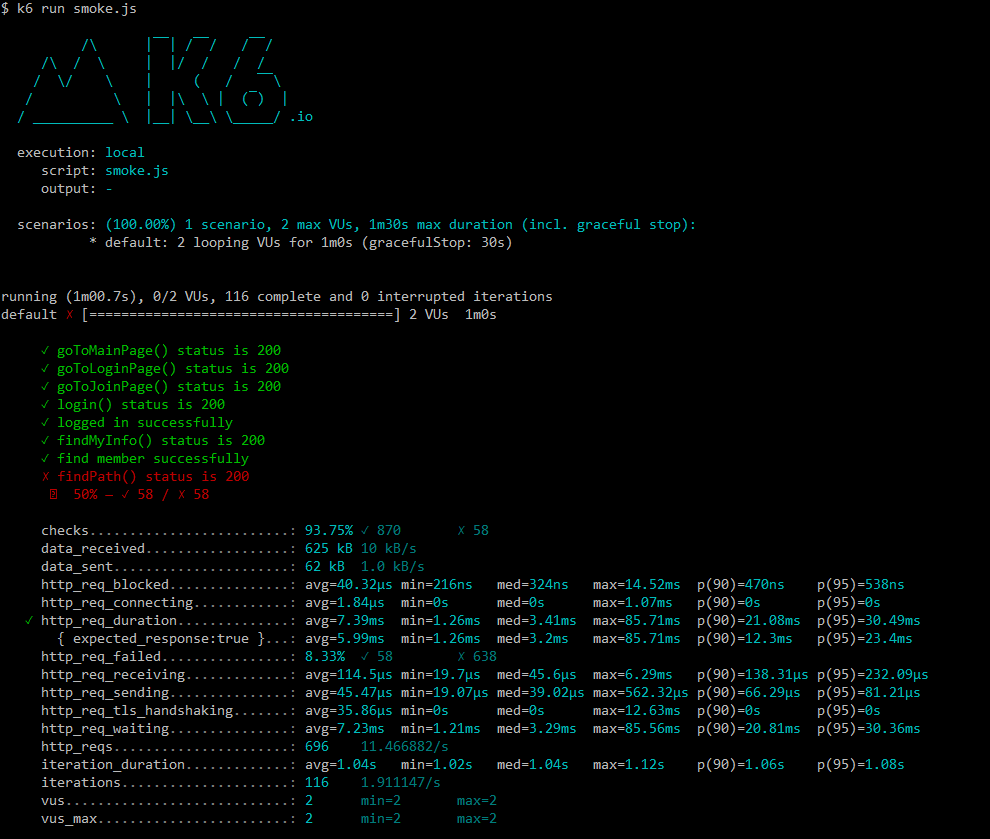 $ k6 run smoke.js
.io
execution: local
script: smoke.js
output: -
scenarios: (100.00%) 1 scenario, 2 max VUs, 1m30s max duration (incl. graceful stop):
* default: 2 looping VUs for 1m0s (gracefulStop: 30s)
running (1m00.7s), 0/2 VUs, 116 complete and 0 interrupted iterations
default ✗ [======================================] 2 VUs  1m0s
✓ goToMainPage() status is 200
✓ goToLoginPage() status is 200
✓ goToJoinPage() status is 200
✓ login() status is 200
✓ logged in successfully
✓ findMyInfo() status is 200
✓ find member successfully
✗ findPath() status is 200
50% — ✓ 58 / ✗ 58
checks.........................: 93.75% ✓ 870       ✗ 58
data_received..................: 625 kB 10 kB/s
data_sent......................: 62 kB  1.0 kB/s
http_req_blocked...............: avg=40.32µs min=216ns   med=324ns   max=14.52ms  p(90)=470ns    p(95)=538ns
http_req_connecting............: avg=1.84µs  min=0s      med=0s      max=1.07ms   p(90)=0s       p(95)=0s
✓ http_req_duration..............: avg=7.39ms  min=1.26ms  med=3.41ms  max=85.71ms  p(90)=21.08ms  p(95)=30.49ms
{ expected_response:true }...: avg=5.99ms  min=1.26ms  med=3.2ms   max=85.71ms  p(90)=12.3ms   p(95)=23.4ms
http_req_failed................: 8.33%  ✓ 58        ✗ 638
http_req_receiving.............: avg=114.5µs min=19.7µs  med=45.6µs  max=6.29ms   p(90)=138.31µs p(95)=232.09µs
http_req_sending...............: avg=45.47µs min=19.07µs med=39.02µs max=562.32µs p(90)=66.29µs  p(95)=81.21µs
http_req_tls_handshaking.......: avg=35.86µs min=0s      med=0s      max=12.63ms  p(90)=0s       p(95)=0s
http_req_waiting...............: avg=7.23ms  min=1.21ms  med=3.29ms  max=85.56ms  p(90)=20.81ms  p(95)=30.36ms
http_reqs......................: 696    11.466882/s
iteration_duration.............: avg=1.04s   min=1.02s   med=1.04s   max=1.12s    p(90)=1.06s    p(95)=1.08s
iterations.....................: 116    1.911147/s
vus............................: 2      min=2       max=2
vus_max........................: 2      min=2       max=2